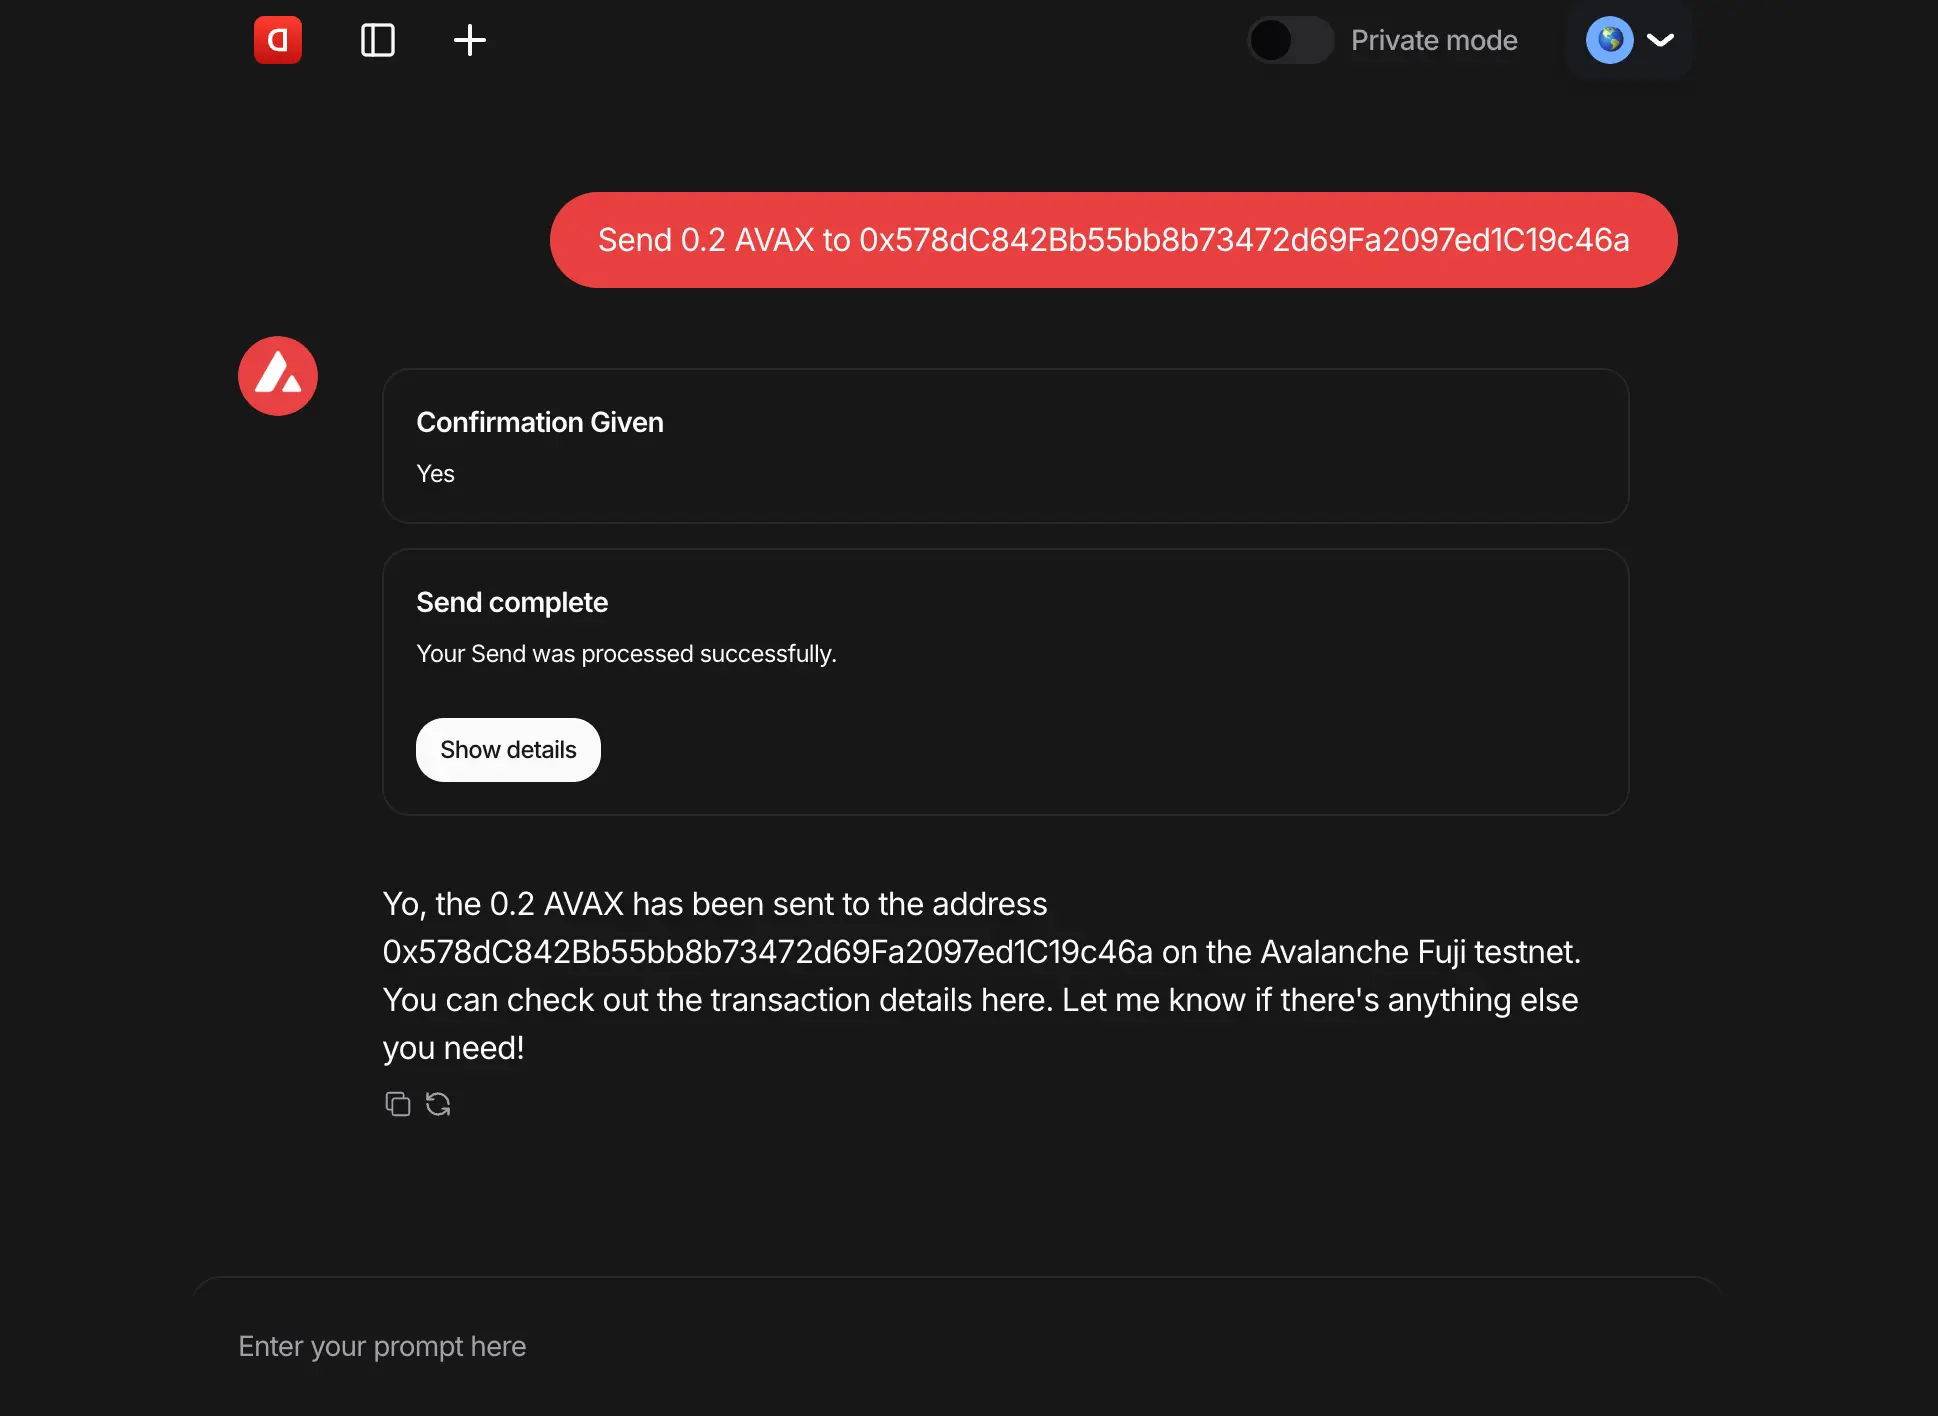 Private mode
Send 0.2 AVAX to 0x578dC842Bb55bb8b73472d69Fa2097ed1C19c46a
Confirmation Given
Yes
Send complete
Your Send was processed successfully.
Show details
Yo, the 0.2 AVAX has been sent to the address
0x578dC842Bb55bb8b73472d69Fa2097ed1C19c46a on the Avalanche Fuji testnet.
You can check out the transaction details here. Let me know if there's anything else
you need!
Enter your prompt here